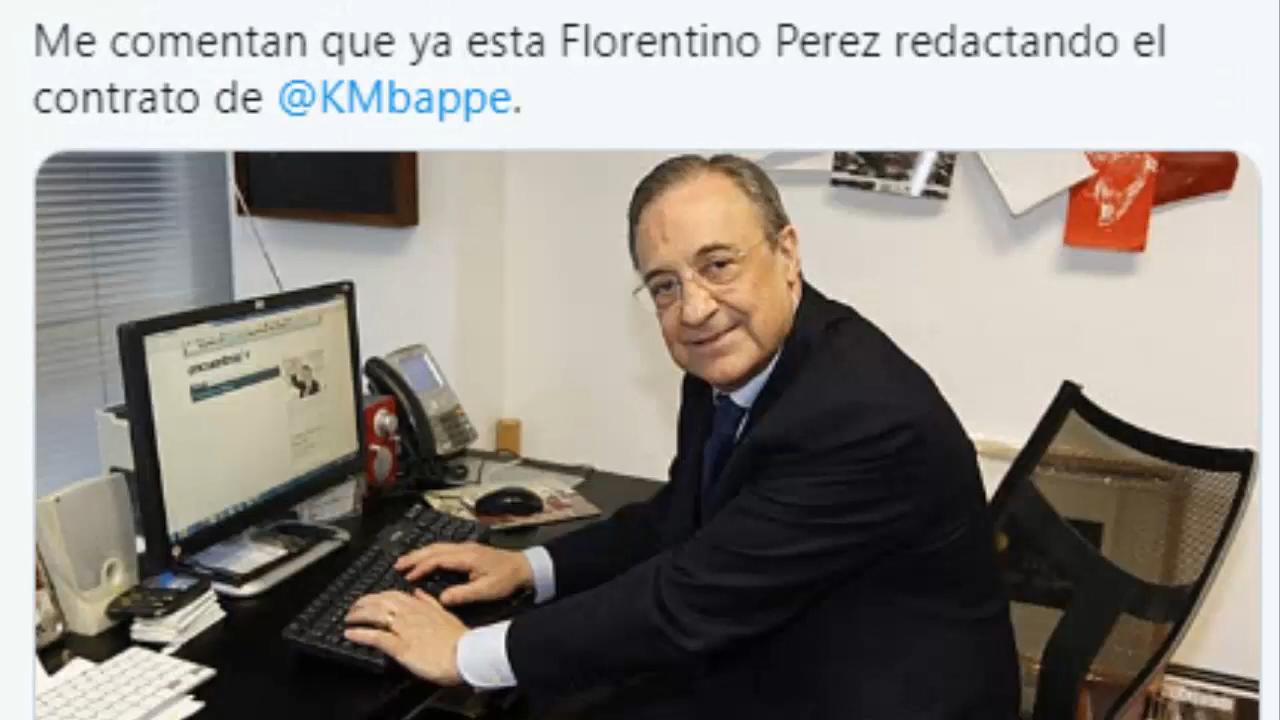 Me comentan que ya esta Florentino Perez redactando el
contrato de @KMbappe.